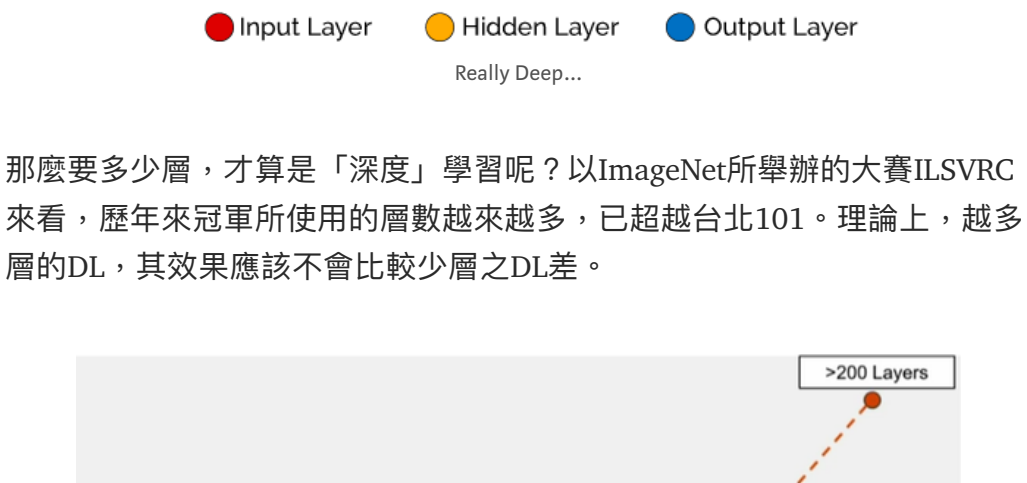 Input Layer Hidden Layer Output Layer
Really Deep...
那麼要多少層，才算是「深度」學習呢？以ImageNet所舉辦的大賽ILSVRC
來看，歷年來冠軍所使用的層數越來越多，已超越台北101。理論上，越多
層的DL，其效果應該不會比較少層之DL差。
>200 Layers